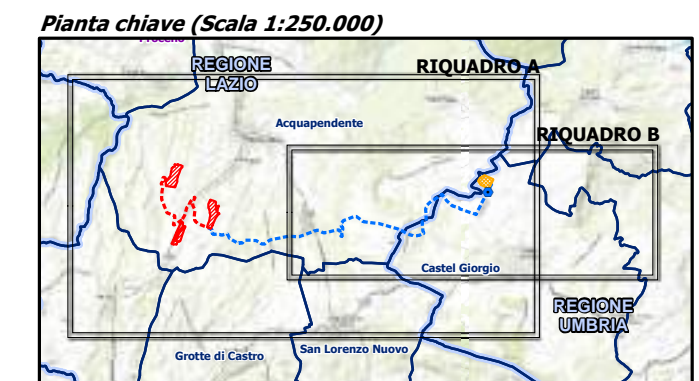 Pianta chiave (Scala 1:250.000)
Proceno
REGIONE
LAZIO
RIQUADRO A
Acquapendente
RIQUADRO B
Castel Giorgio
REGIONE
UMBRIA
Grotte di Castro
San Lorenzo Nuovo